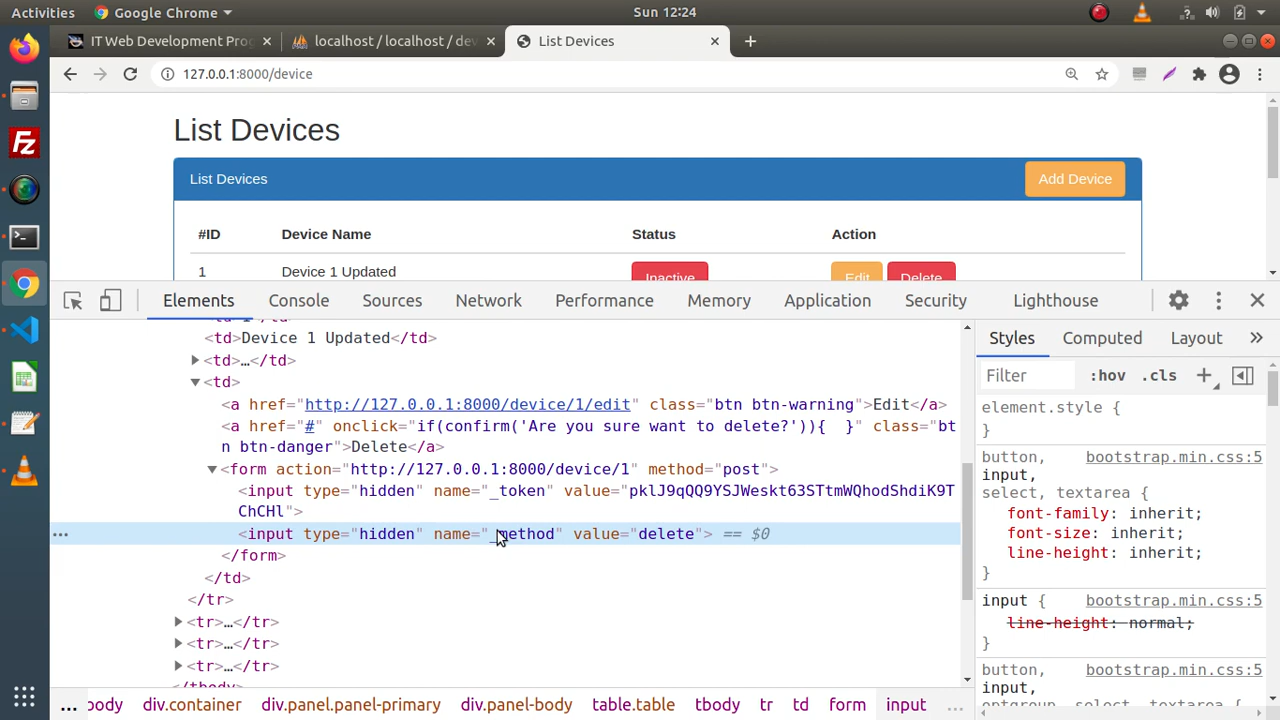 Activities
Google Chrome
Sun 12:24
IT Web Development Pro
localhost / localhost / dev
List Devices
127.0.0.1:8000/device
List Devices
List Devices
Add Device
#ID Device Name Status Action
1 Device 1 Updated Inactive Edit Delete
Elements Console Sources Network Performance Memory Application Security Lighthouse
<td>Device 1 Updated</td>
<td>…</td>
<td>
<a href="http://127.0.0.1:8000/device/1/edit" class="btn btn-warning">Edit</a>
<a href="#" onclick="if(confirm('Are you sure want to delete?')){  }" class="bt
n btn-danger">Delete</a>
<form action="http://127.0.0.1:8000/device/1" method="post">
<input type="hidden" name="_token" value="pklJ9qQQ9YSJWeskt63STtmWQhodShdiK9T
ChCHl">
<input type="hidden" name="_method" value="delete"> == $0
</form>
</td>
</tr>
<tr>…</tr>
<tr>…</tr>
<tr>…</tr>
… body div.container div.panel.panel-primary div.panel-body table.table tbody tr td form input …
Styles Computed Layout
Filter :hov .cls
element.style {
}
button, bootstrap.min.css:5
input,
select, textarea {
font-family: inherit;
font-size: inherit;
line-height: inherit;
}
input { bootstrap.min.css:5
line-height: normal;
}
button, bootstrap.min.css:5
input,
optgroup, select, textarea {